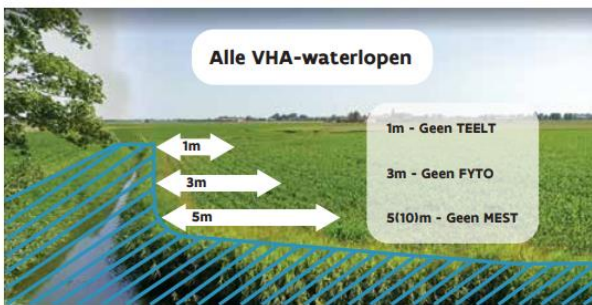 Alle VHA-waterlopen
1m
1m - Geen TEELT
3m
3m - Geen FYTO
5m
5(10)m - Geen MEST